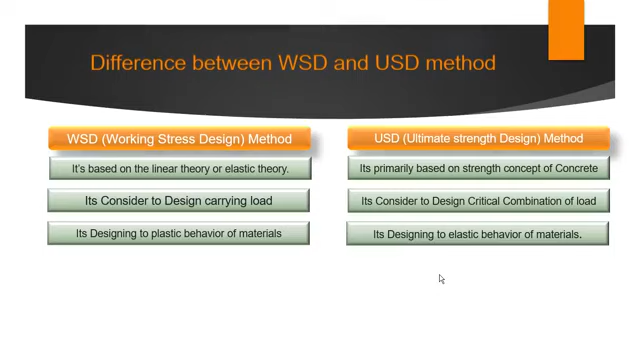 Difference between WSD and USD method
WSD (Working Stress Design) Method
It's based on the linear theory or elastic theory.
Its Consider to Design carrying load
Its Designing to plastic behavior of materials
USD (Ultimate strength Design) Method
Its primarily based on strength concept of Concrete
Its Consider to Design Critical Combination of load
Its Designing to elastic behavior of materials.